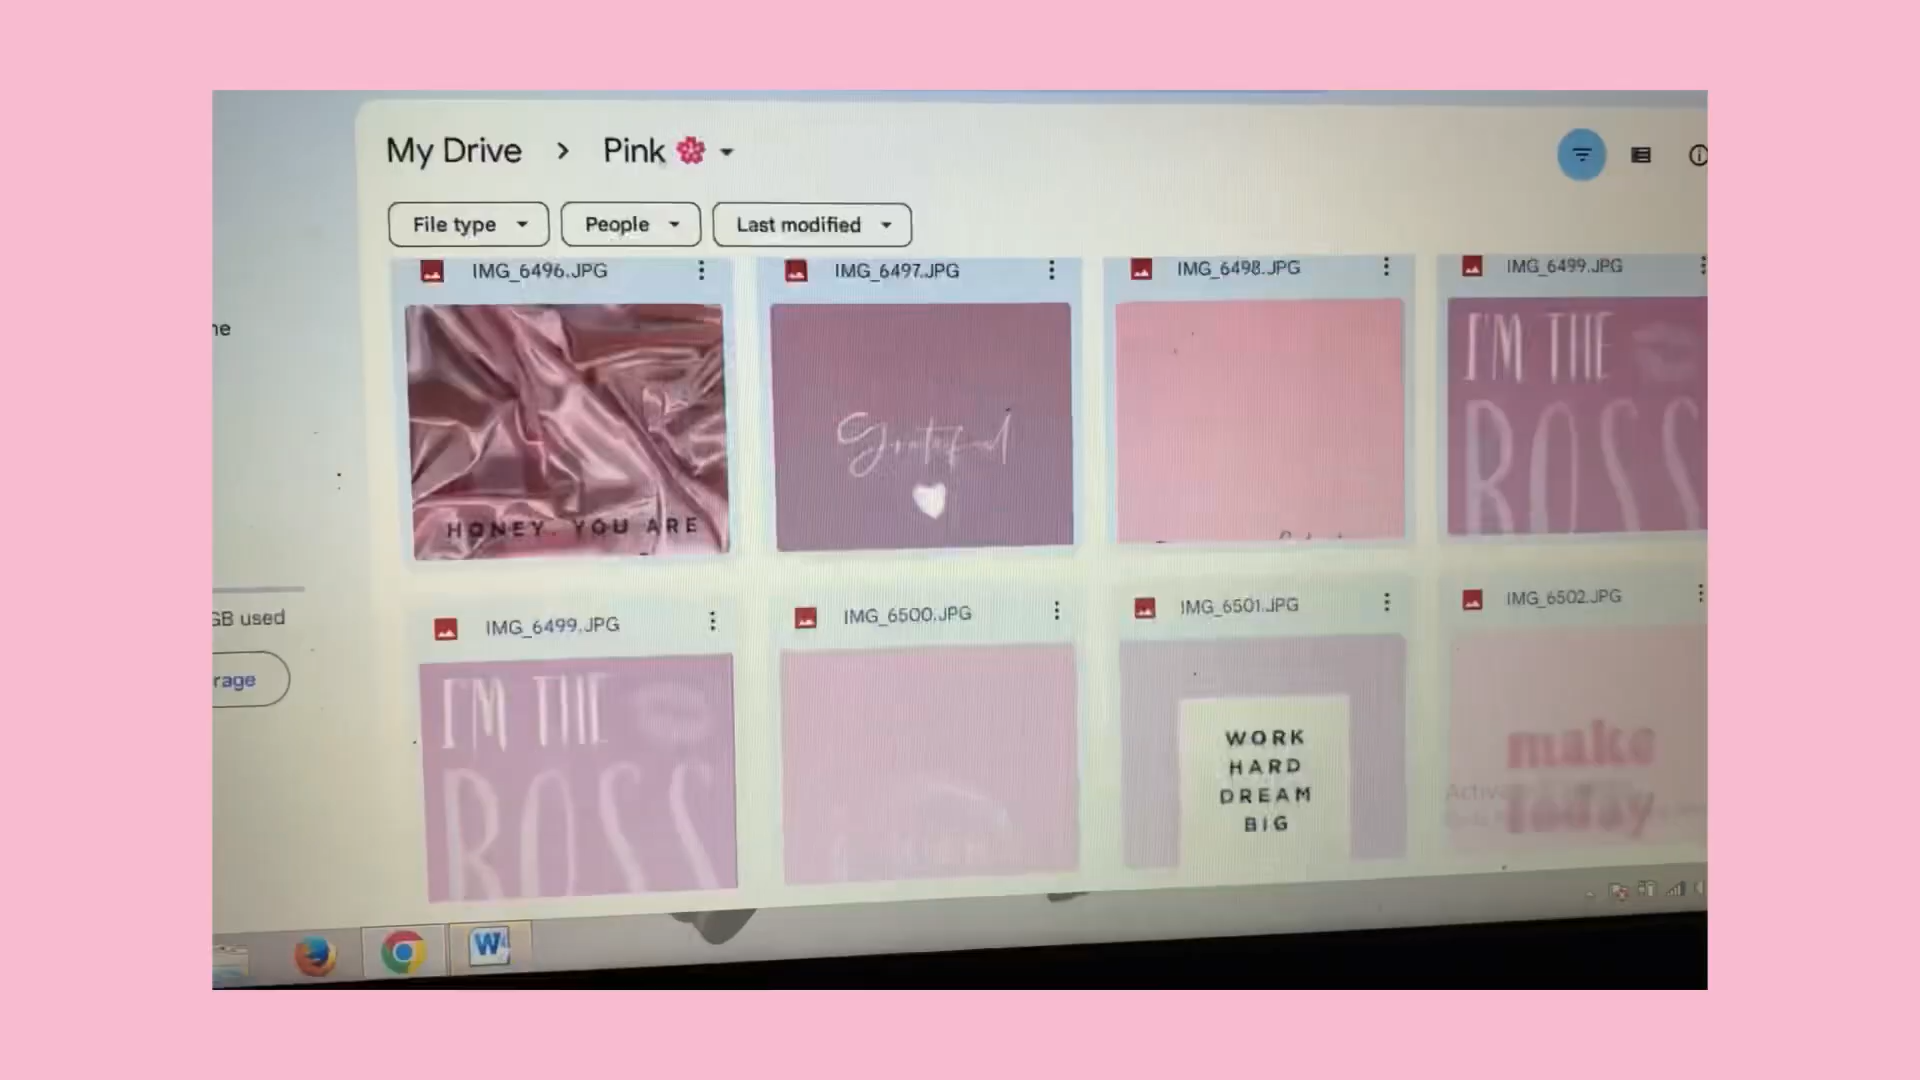 My Drive > Pink
File type
People
Last modified
IMG_6496.JPG
IMG_6497.JPG
IMG_6498.JPG
IMG_6499.JPG
HONEY, YOU ARE
Grateful
I'M THE
BOSS
ne
GB used
rage
IMG_6499.JPG
IMG_6500.JPG
IMG_6501.JPG
IMG_6502.JPG
I'M THE
BOSS
WORK
HARD
DREAM
BIG
make
today
W